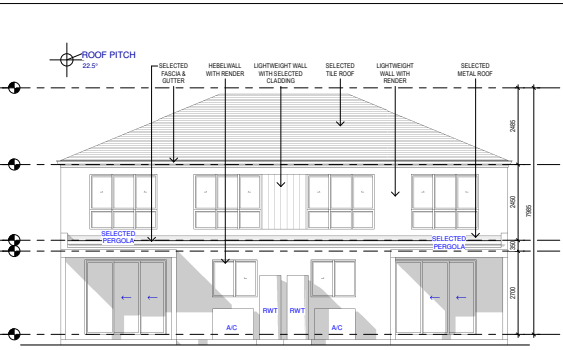 ROOF PITCH
22.5°
SELECTED
FASCIA &
GUTTER
HEBELWALL
WITH RENDER
LIGHTWEIGHT WALL
WITH SELECTED
CLADDING
SELECTED
TILE ROOF
LIGHTWEIGHT
WALL WITH
RENDER
SELECTED
METAL ROOF
2485
2450
7985
350
2700
SELECTED
PERGOLA
SELECTED
PERGOLA
RWT
RWT
A/C
A/C